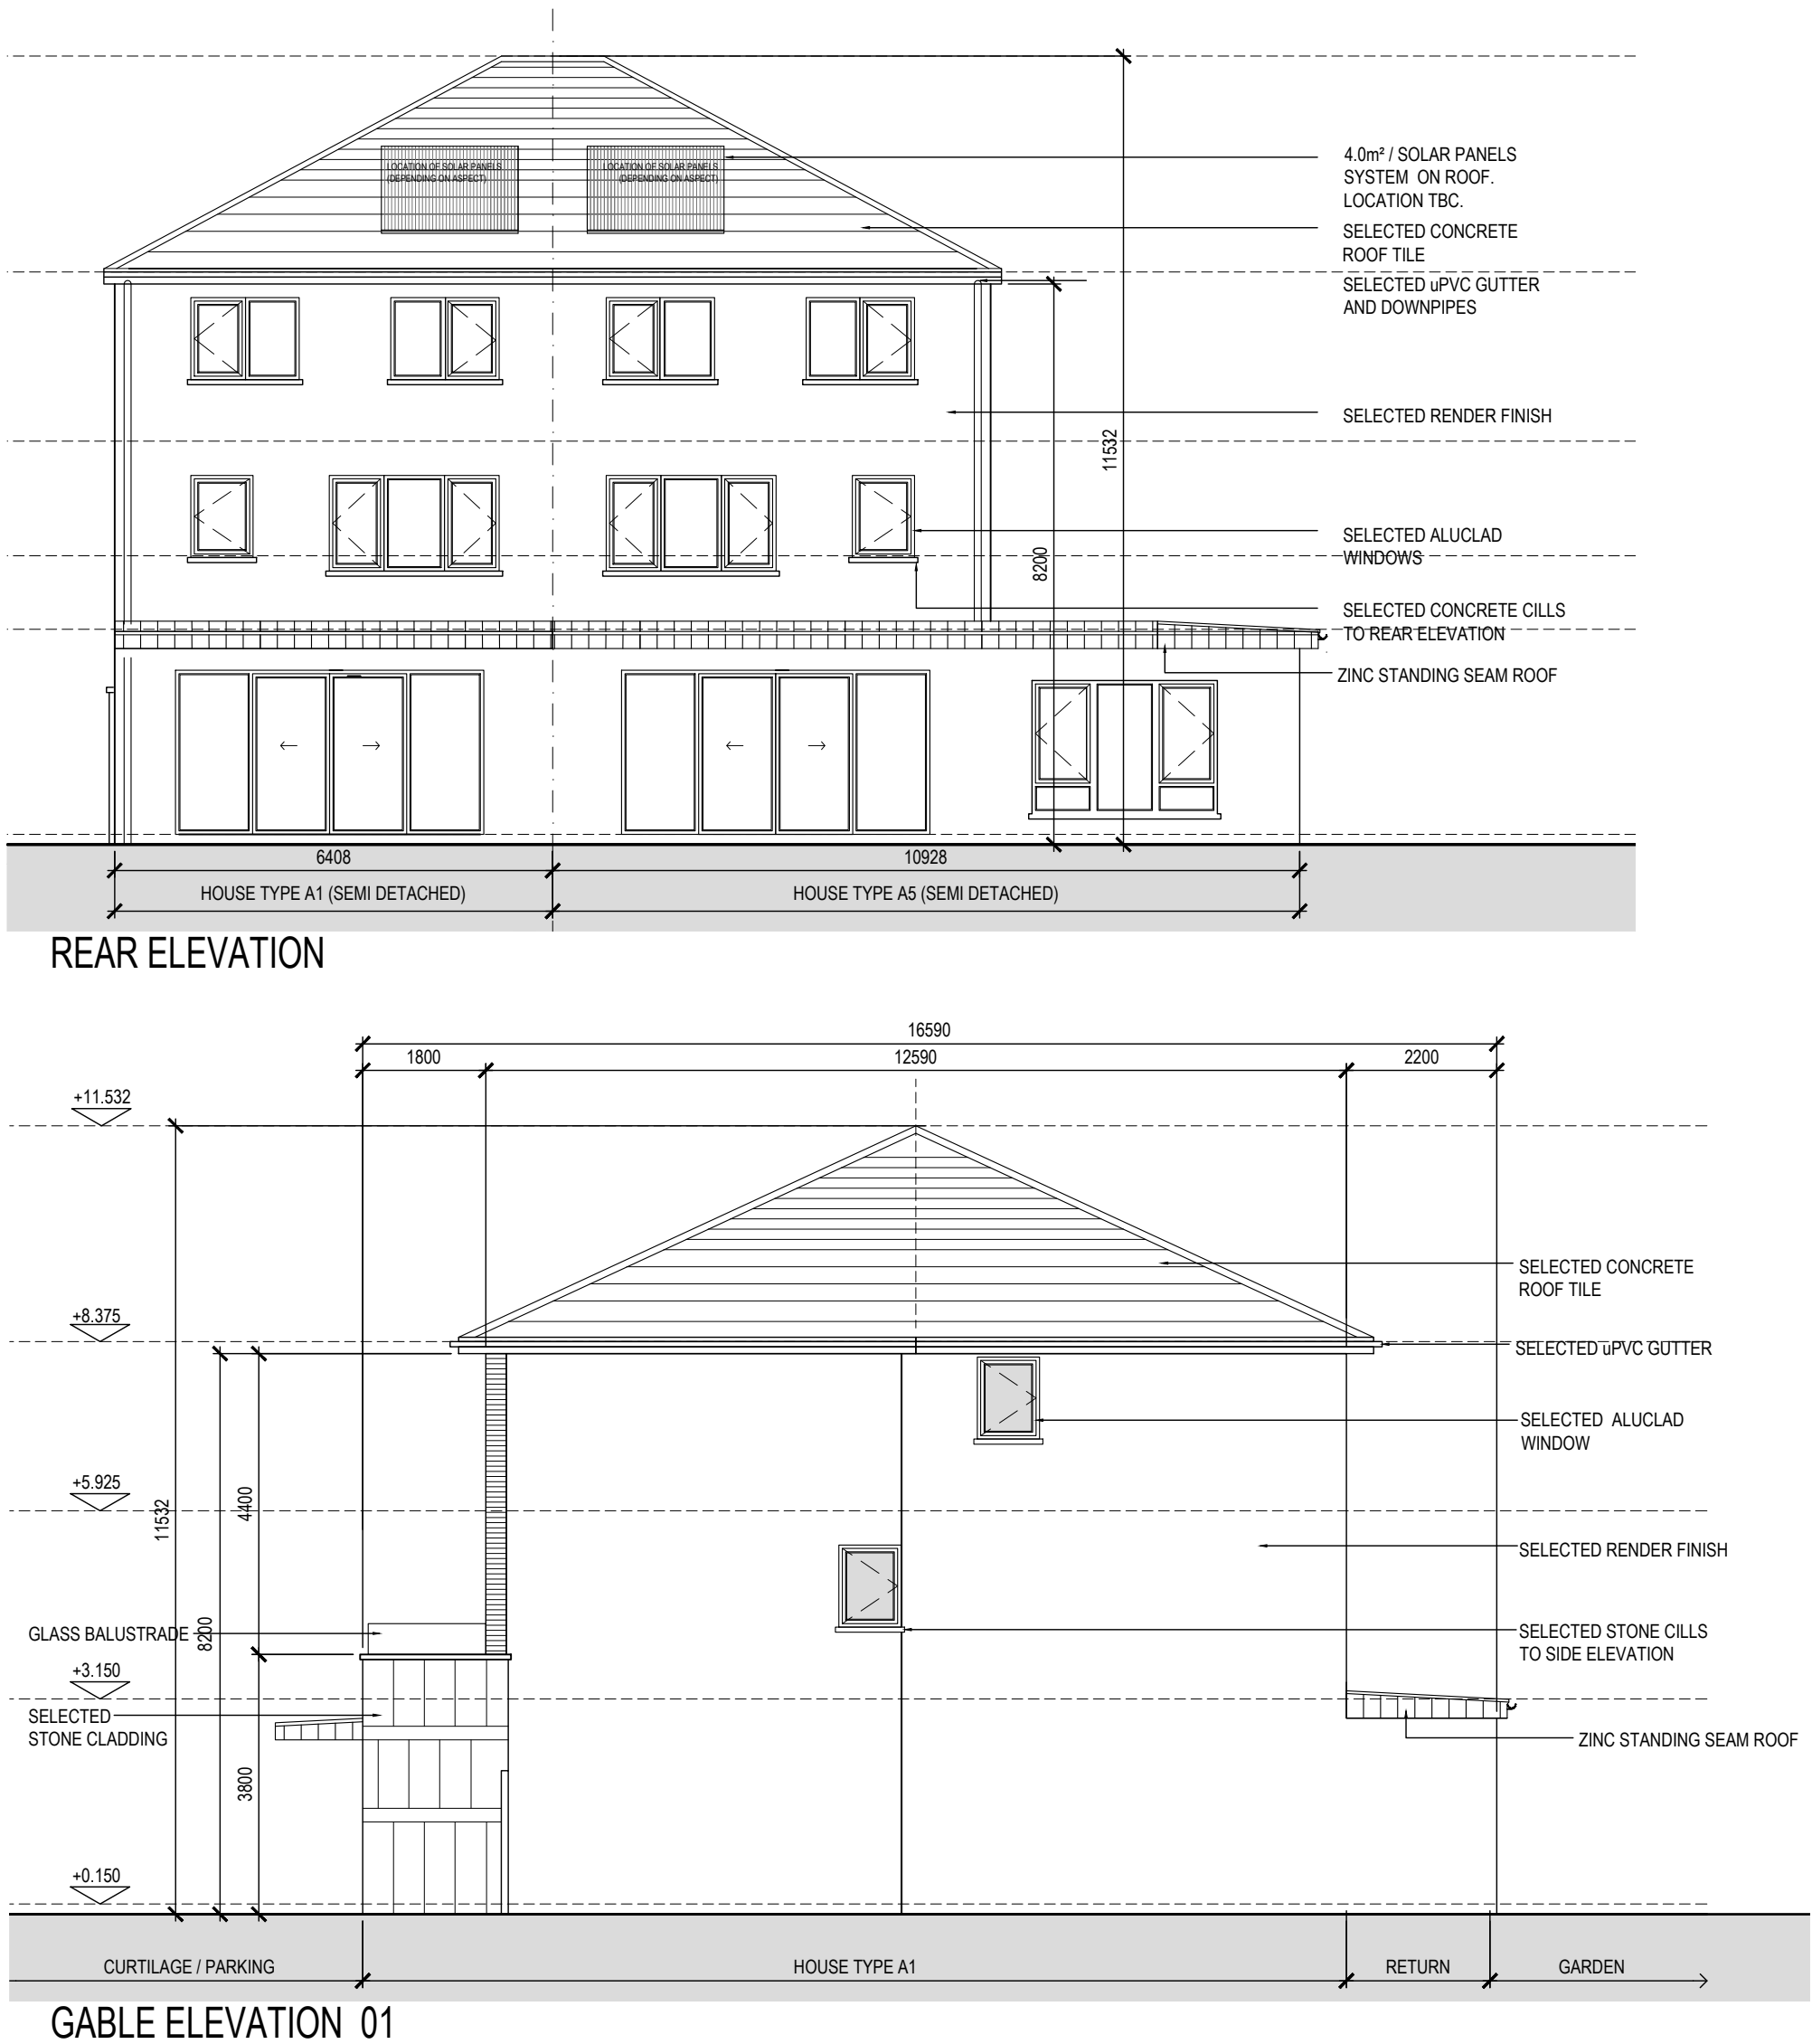 LOCATION OF SOLAR PANELS
(DEPENDING ON ASPECT)
LOCATION OF SOLAR PANELS
(DEPENDING ON ASPECT)
4.0m² / SOLAR PANELS
SYSTEM ON ROOF.
LOCATION TBC.
SELECTED CONCRETE
ROOF TILE
SELECTED uPVC GUTTER
AND DOWNPIPES
SELECTED RENDER FINISH
11532
SELECTED ALUCLAD
WINDOWS
8200
SELECTED CONCRETE CILLS
TO REAR ELEVATION
ZINC STANDING SEAM ROOF
6408
10928
HOUSE TYPE A1 (SEMI DETACHED)
HOUSE TYPE A5 (SEMI DETACHED)
REAR ELEVATION
16590
1800
12590
2200
+11.532
SELECTED CONCRETE
ROOF TILE
+8.375
SELECTED uPVC GUTTER
SELECTED ALUCLAD
WINDOW
+5.925
11532
4400
SELECTED RENDER FINISH
GLASS BALUSTRADE
8200
SELECTED STONE CILLS
TO SIDE ELEVATION
+3.150
SELECTED
STONE CLADDING
ZINC STANDING SEAM ROOF
3800
+0.150
CURTILAGE / PARKING
HOUSE TYPE A1
RETURN
GARDEN
GABLE ELEVATION 01